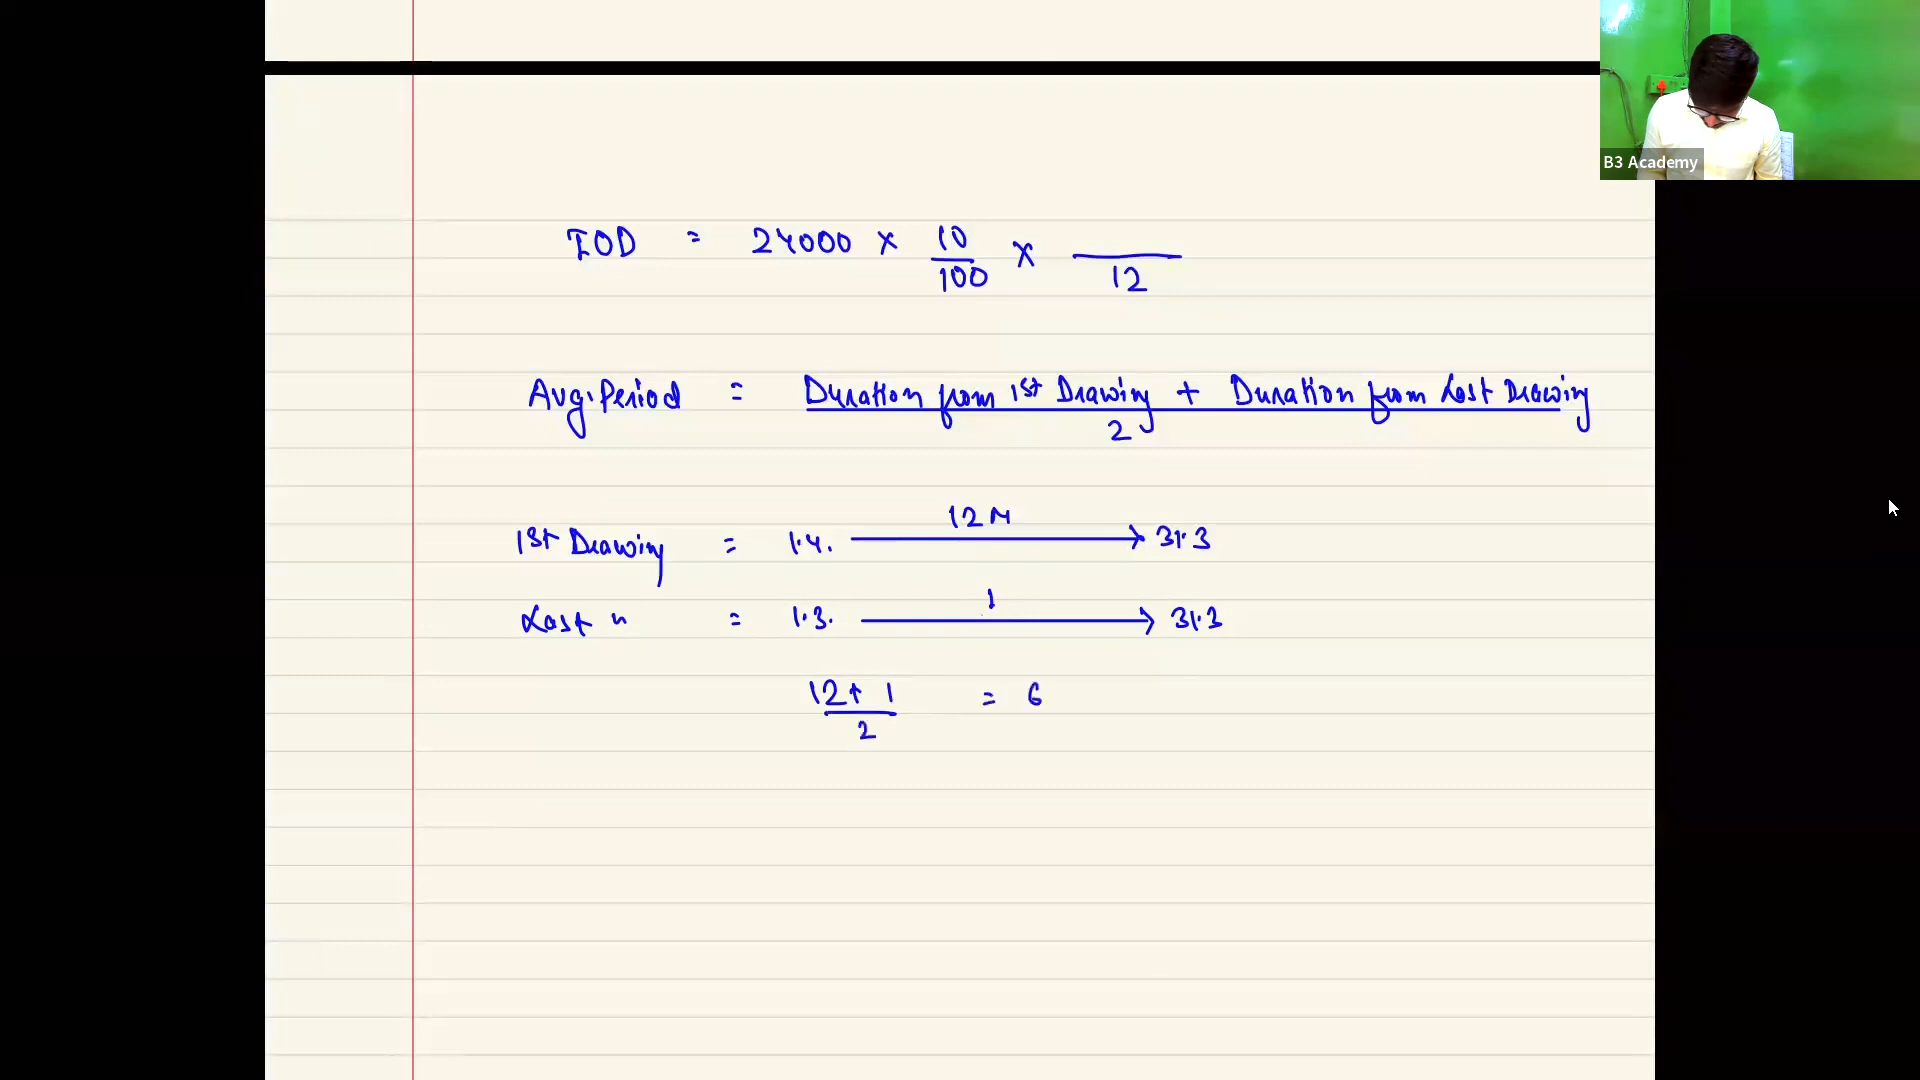 B3 Academy
IOD = 24000 × 10/100 × /12
Avg. Period = Duration from 1st Drawing + Duration from Last Drawing / 2
1st Drawing = 1.4. 12 M → 31.3
Last " = 1.3. 1 → 31.3
12 + 1 / 2 = 6